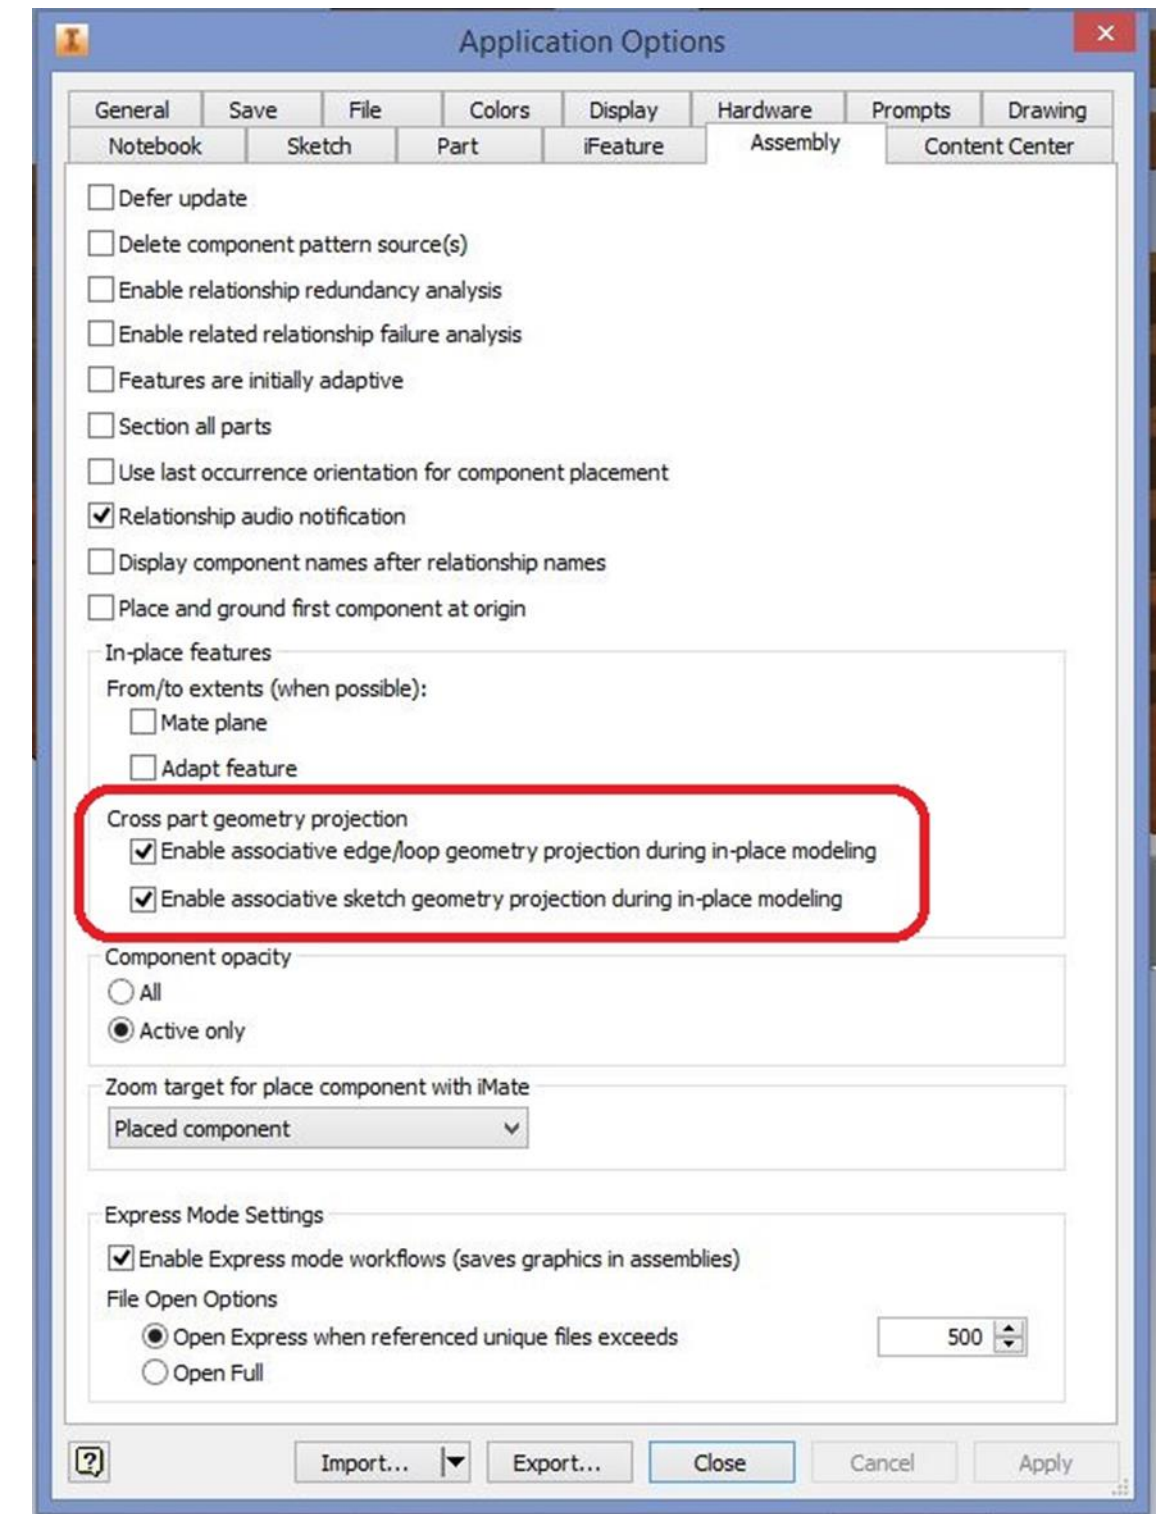 Application Options
General Save File Colors Display Hardware Prompts Drawing
Notebook Sketch Part iFeature Assembly Content Center
Defer update
Delete component pattern source(s)
Enable relationship redundancy analysis
Enable related relationship failure analysis
Features are initially adaptive
Section all parts
Use last occurrence orientation for component placement
Relationship audio notification
Display component names after relationship names
Place and ground first component at origin
In-place features
From/to extents (when possible):
Mate plane
Adapt feature
Cross part geometry projection
Enable associative edge/loop geometry projection during in-place modeling
Enable associative sketch geometry projection during in-place modeling
Component opacity
All
Active only
Zoom target for place component with iMate
Placed component
Express Mode Settings
Enable Express mode workflows (saves graphics in assemblies)
File Open Options
Open Express when referenced unique files exceeds 500
Open Full
Import... Export... Close Cancel Apply